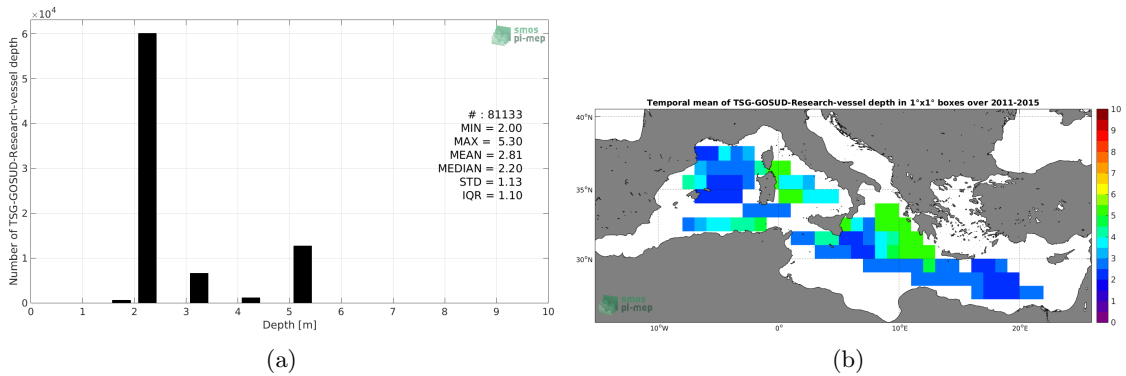 ×10⁴
6
5
4
3
2
1
0
Number of TSG-GOSUD-Research-vessel depth
smos
pi-mep
# : 81133
MIN = 2.00
MAX = 5.30
MEAN = 2.81
MEDIAN = 2.20
STD = 1.13
IQR = 1.10
0 1 2 3 4 5 6 7 8 9 10
Depth [m]
(a)
Temporal mean of TSG-GOSUD-Research-vessel depth in 1°x1° boxes over 2011-2015
40°N
35°N
30°N
smos
pi-mep
10°W 0° 10°E 20°E
10
9
8
7
6
5
4
3
2
1
0
(b)